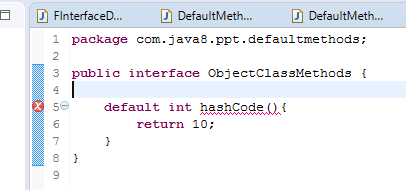 FInterfaceD... DefaultMeth... DefaultMeth...
1 package com.java8.ppt.defaultmethods;
2
3 public interface ObjectClassMethods {
4
5 default int hashCode(){
6 return 10;
7 }
8 }
9